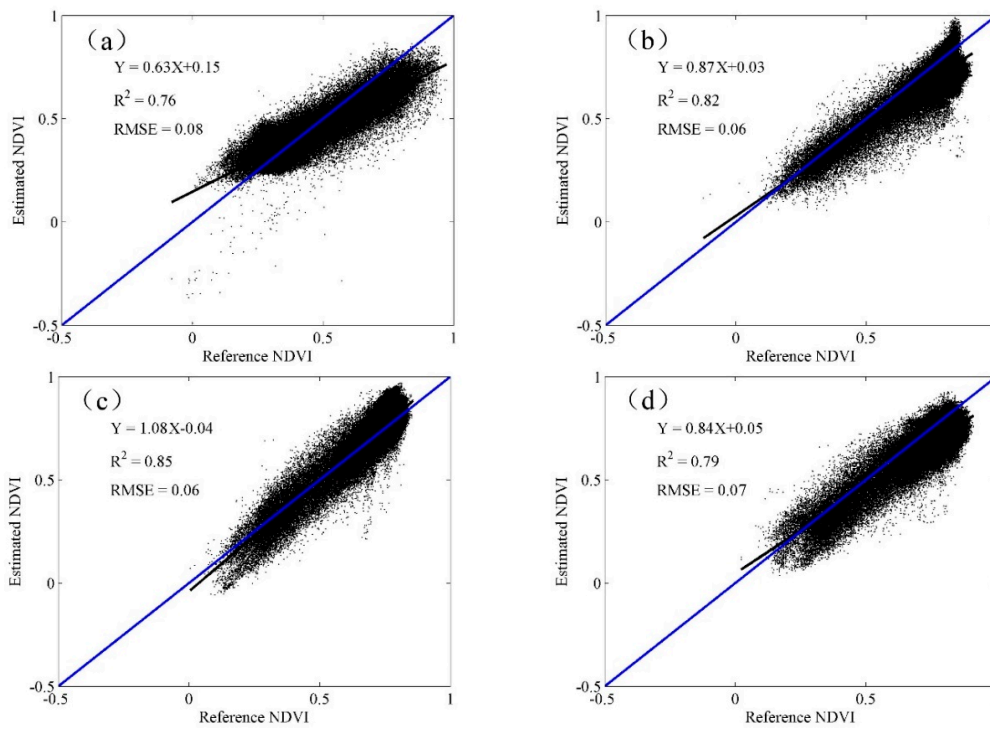 1
（a）
Y = 0.63X+0.15
R² = 0.76
RMSE = 0.08
0.5
Estimated NDVI
0
-0.5
-0.5
0
0.5
1
Reference NDVI
1
（b）
Y = 0.87X+0.03
R² = 0.82
RMSE = 0.06
0.5
Estimated NDVI
0
-0.5
-0.5
0
0.5
Reference NDVI
1
（c）
Y = 1.08X-0.04
R² = 0.85
RMSE = 0.06
0.5
Estimated NDVI
0
-0.5
-0.5
0
0.5
1
Reference NDVI
1
（d）
Y = 0.84X+0.05
R² = 0.79
RMSE = 0.07
0.5
Estimated NDVI
0
-0.5
-0.5
0
0.5
Reference NDVI